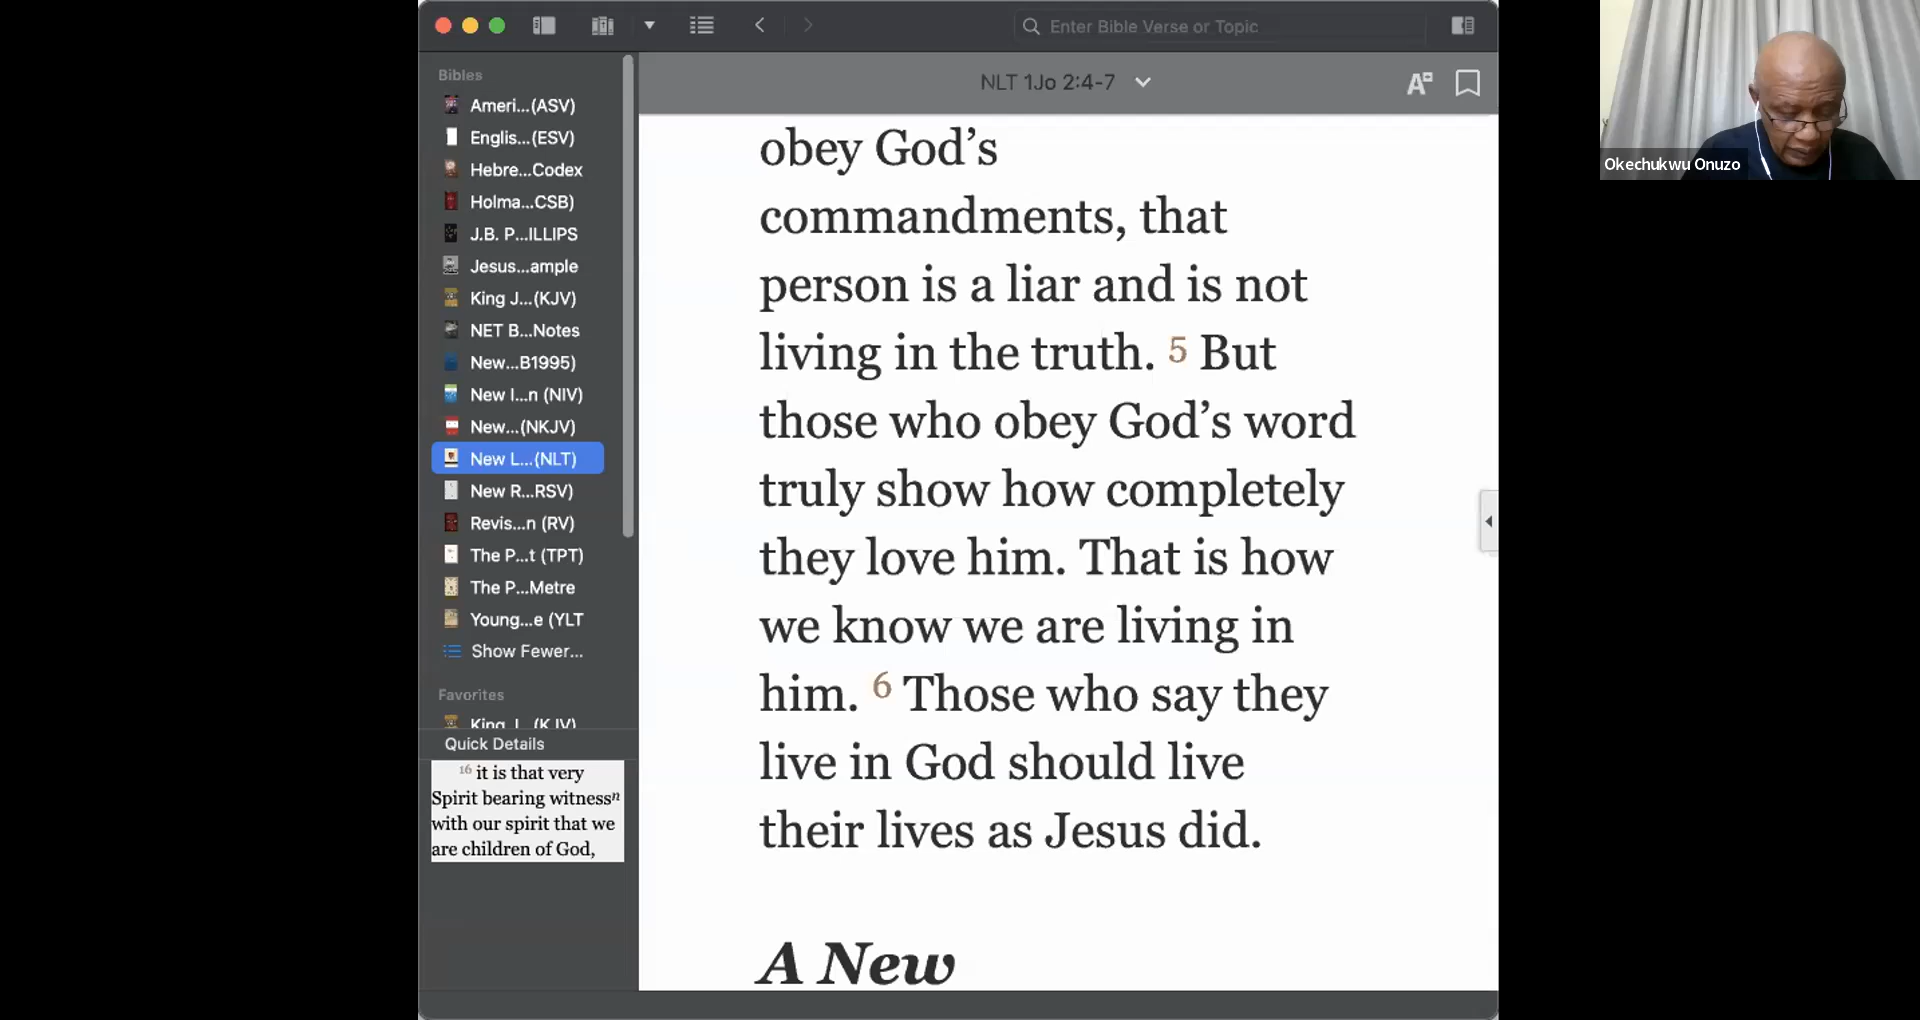 Enter Bible Verse or Topic
Bibles
Ameri...(ASV)
Englis...(ESV)
Hebre...Codex
Holma...CSB)
J.B. P...ILLIPS
Jesus...ample
King J...(KJV)
NET B...Notes
New...B1995)
New I...n (NIV)
New...(NKJV)
New L...(NLT)
New R...RSV)
Revis...n (RV)
The P...t (TPT)
The P...Metre
Young...e (YLT
Show Fewer...
Favorites
King J...(KJV)
Quick Details
16 it is that very
Spirit bearing witnessn
with our spirit that we
are children of God,
NLT 1Jo 2:4-7
A
obey God’s
commandments, that
person is a liar and is not
living in the truth. 5 But
those who obey God’s word
truly show how completely
they love him. That is how
we know we are living in
him. 6 Those who say they
live in God should live
their lives as Jesus did.
A New
Okechukwu Onuzo